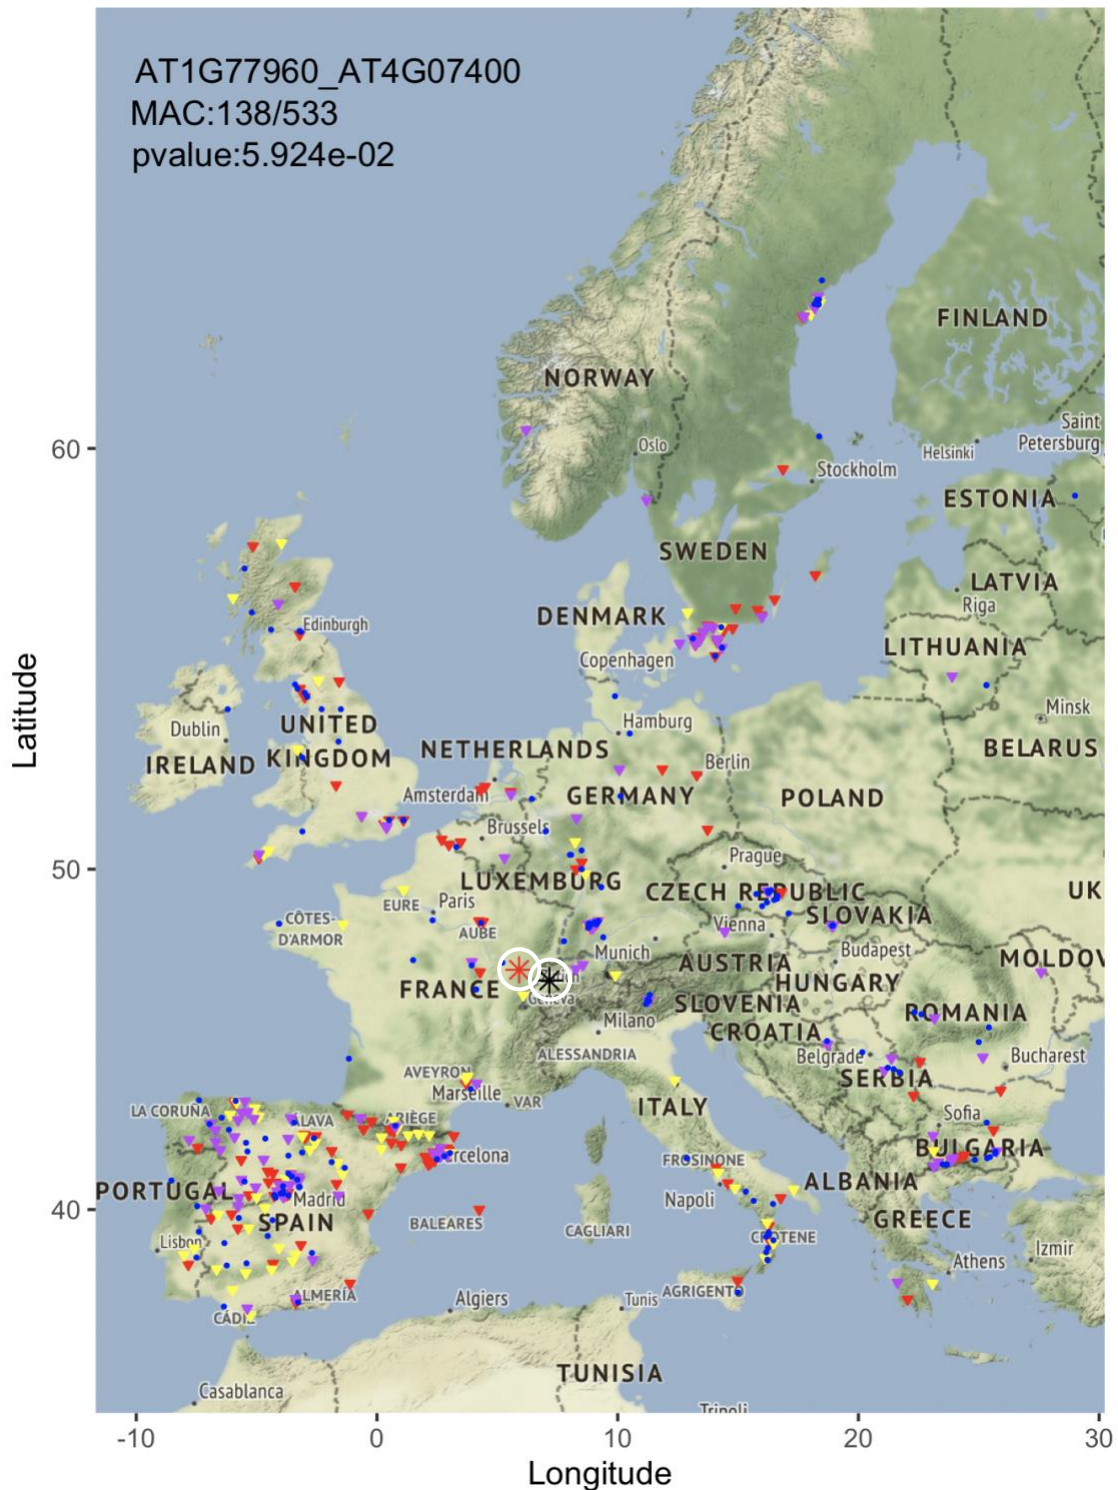 AT1G77960_AT4G07400
MAC:138/533
pvalue:5.924e-02
FINLAND
NORWAY
Saint
Petersburg
60
Oslo
Helsinki
Stockholm
ESTONIA
SWEDEN
LATVIA
Riga
DENMARK
Edinburgh
LITHUANIA
Copenhagen
Latitude
Minsk
Dublin
UNITED
KINGDOM
Hamburg
NETHERLANDS
BELARUS
IRELAND
Berlin
Amsterdam
GERMANY
POLAND
Brussels
Prague
50
LUXEMBURG
CZECH REPUBLIC
UK
EURE
Paris
SLOVAKIA
CÔTES-
D'ARMOR
AUBE
Vienna
Munich
Budapest
MOLDOV
AUSTRIA
HUNGARY
FRANCE
Geneva
SLOVENIA
ROMANIA
Milano
CROATIA
ALESSANDRIA
Belgrade
Bucharest
AVEYRON
SERBIA
Marseille
VAR
LA CORUÑA
ÁLAVA
ARIÈGE
ITALY
Sofia
BULGARIA
ercelona
FROSINONE
PORTUGAL
Madrid
ALBANIA
40
Napoli
SPAIN
BALEARES
CAGLIARI
CROTENE
GREECE
Lisbon
Athens
Izmir
ALMERÍA
AGRIGENTO
CÁDIZ
Algiers
Tunis
TUNISIA
Casablanca
Tripoli
-10
0
10
20
30
Longitude